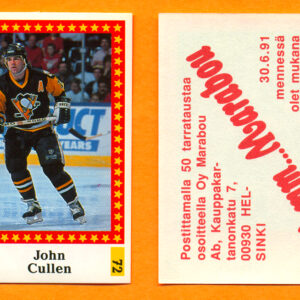 John
Cullen
72
Postittamalla 50 tarrataustaa
osoitteella Oy Marabou
Ab, Kauppakar-
tanonkatu 7,
00930 HEL-
SINKI
Marabou
30.6.91
mennessä
olet mukana